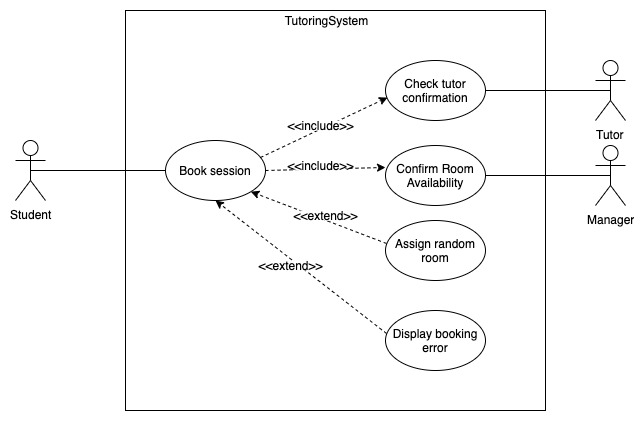 TutoringSystem
Check tutor
confirmation
Tutor
<<include>>
Student
Book session
<<include>>
Confirm Room
Availability
Manager
<<extend>>
Assign random
room
<<extend>>
Display booking
error